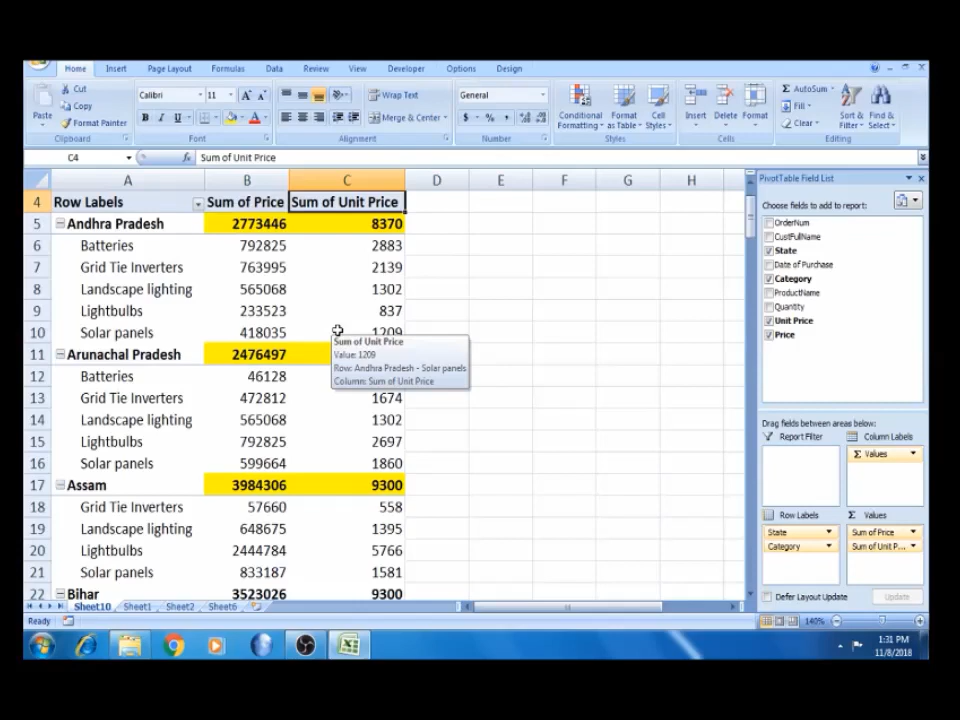 Home Insert Page Layout Formulas Data Review View Developer Options Design
Paste Cut Copy Format Painter Clipboard
Calibri 11 B I U A A A Font
Wrap Text Merge & Center Alignment
General $ % , Number
Conditional Formatting Format as Table Cell Styles Styles
Insert Delete Format Cells
Σ AutoSum Fill Clear Sort & Filter Find & Select Editing
C4 fx Sum of Unit Price
A B C D E F G H
4 Row Labels Sum of Price Sum of Unit Price
5 Andhra Pradesh 2773446 8370
6 Batteries 792825 2883
7 Grid Tie Inverters 763995 2139
8 Landscape lighting 565068 1302
9 Lightbulbs 233523 837
10 Solar panels 418035 1209
11 Arunachal Pradesh 2476497
12 Batteries 46128
13 Grid Tie Inverters 472812 1674
14 Landscape lighting 565068 1302
15 Lightbulbs 792825 2697
16 Solar panels 599664 1860
17 Assam 3984306 9300
18 Grid Tie Inverters 57660 558
19 Landscape lighting 648675 1395
20 Lightbulbs 2444784 5766
21 Solar panels 833187 1581
22 Bihar 3523026 9300
Sum of Unit Price
Value: 1209
Row: Andhra Pradesh - Solar panels
Column: Sum of Unit Price
PivotTable Field List
Choose fields to add to report:
OrderNum
CustFullName
State
Date of Purchase
Category
ProductName
Quantity
Unit Price
Price
Drag fields between areas below:
Report Filter Column Labels
Σ Values
Row Labels Σ Values
State Sum of Price
Category Sum of Unit P...
Defer Layout Update Update
Sheet10 Sheet1 Sheet2 Sheet6
Ready 140%
1:31 PM
11/8/2018